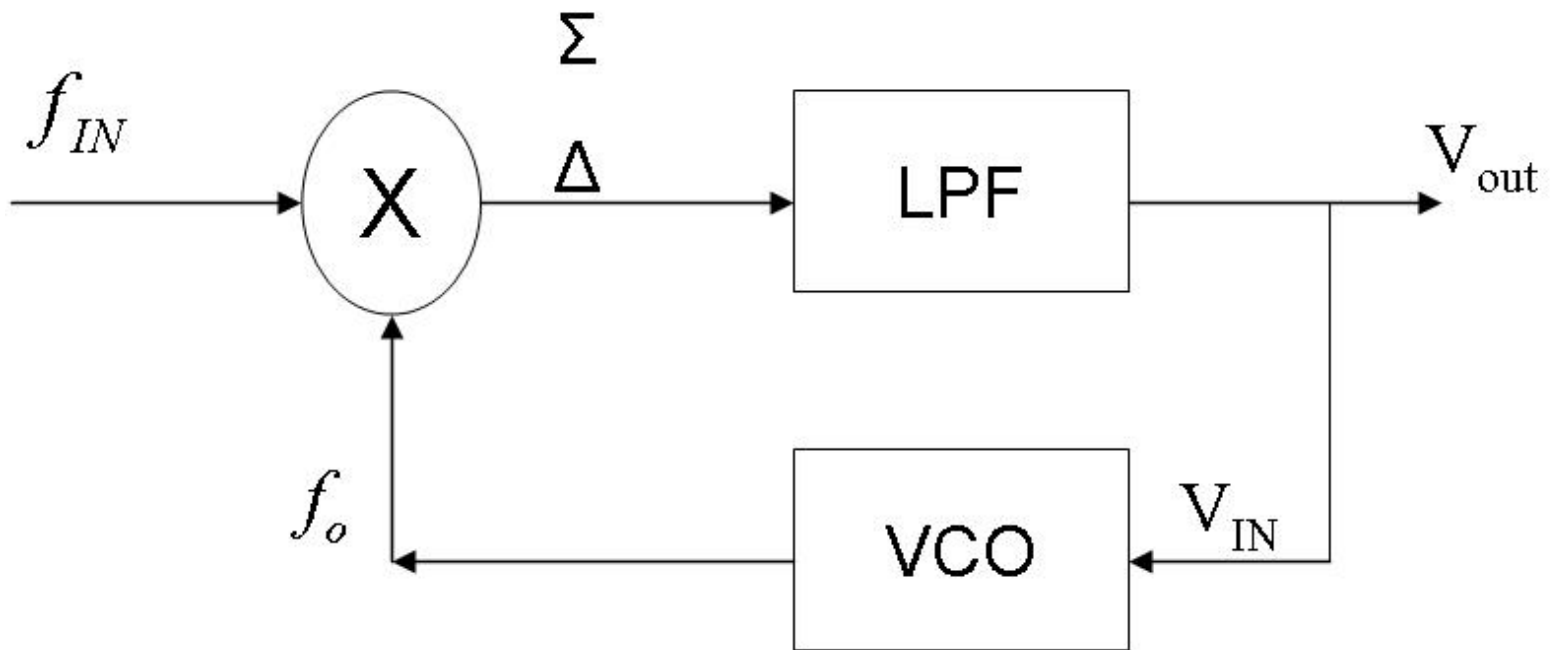 Σ
f_IN
Δ
X
LPF
V_out
f_o
VCO
V_IN